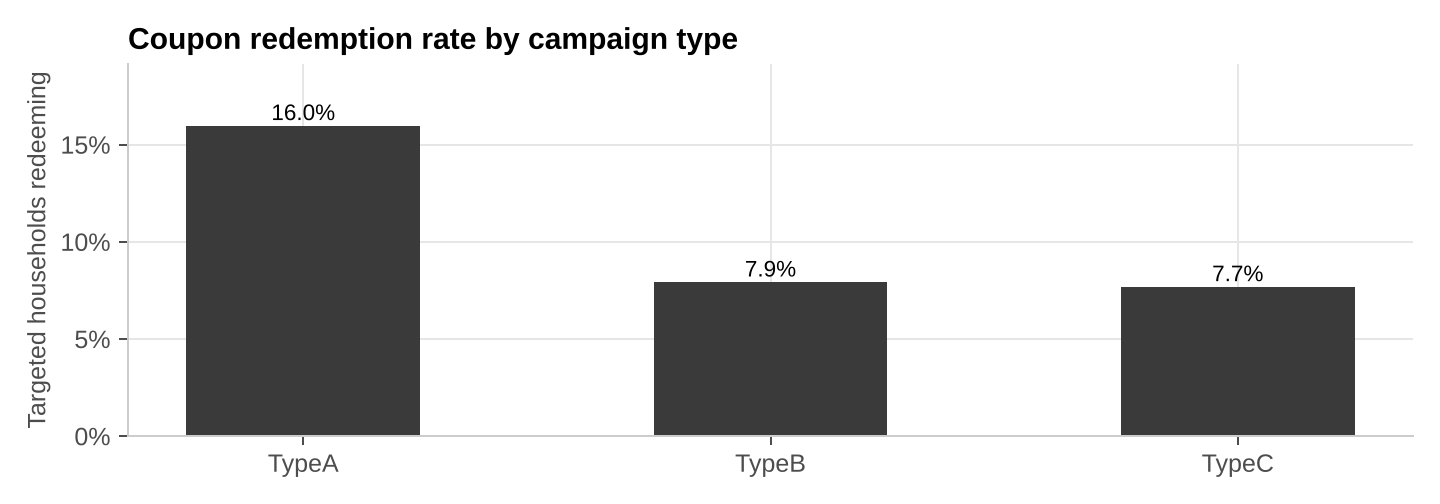 Coupon redemption rate by campaign type
Targeted households redeeming
15%
10%
5%
0%
16.0%
7.9%
7.7%
TypeA
TypeB
TypeC